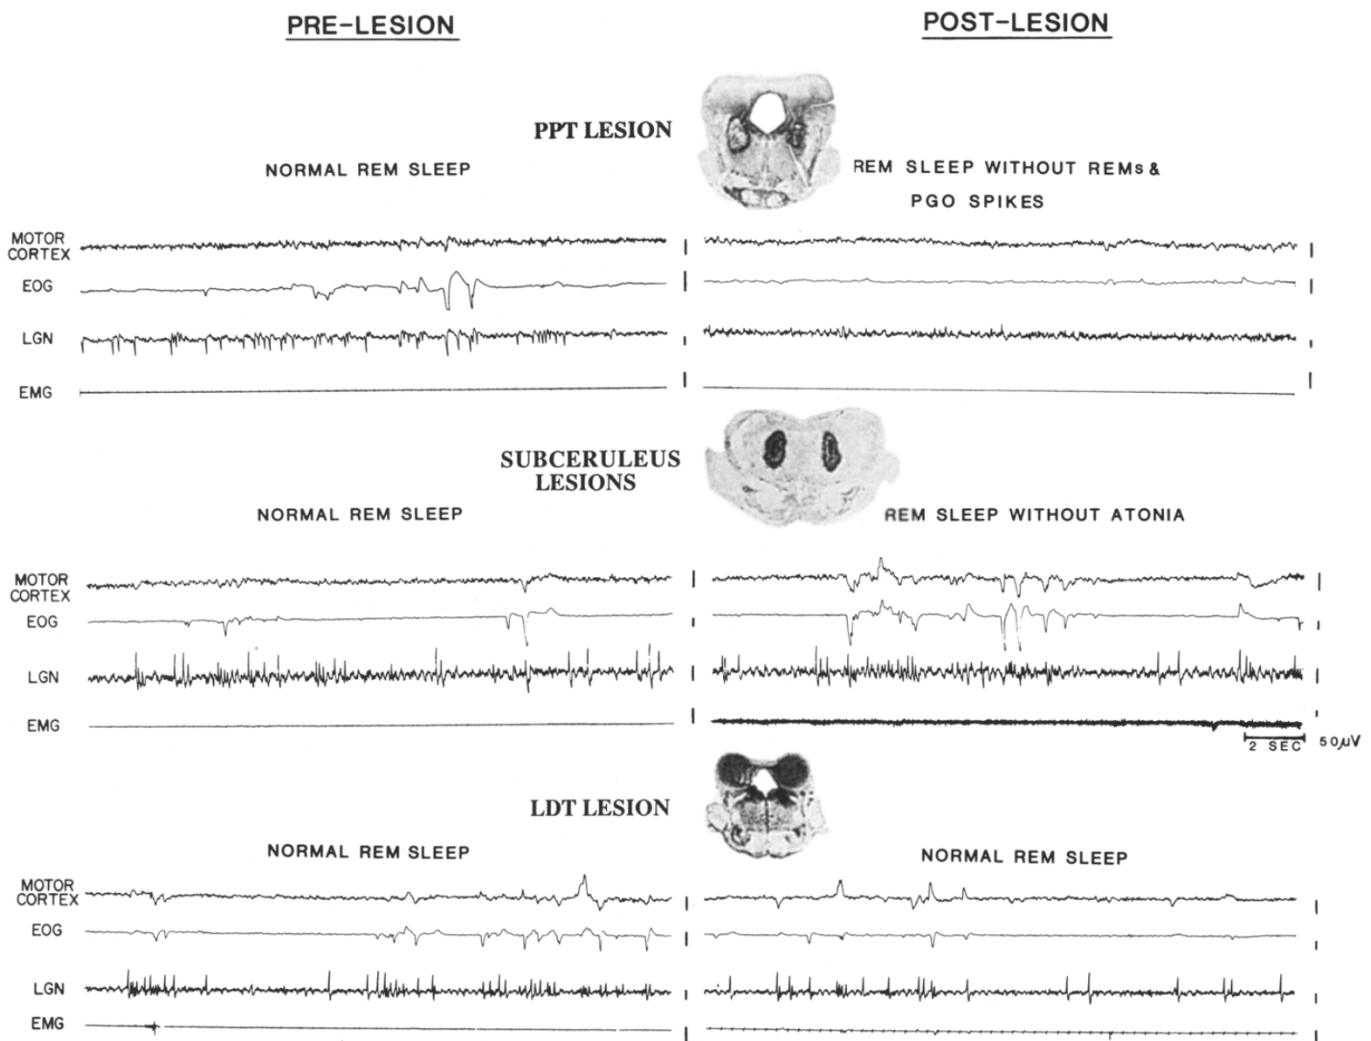 PRE-LESION
POST-LESION
PPT LESION
NORMAL REM SLEEP
REM SLEEP WITHOUT REMs &
PGO SPIKES
MOTOR
CORTEX
EOG
LGN
EMG
SUBCERULEUS
LESIONS
NORMAL REM SLEEP
REM SLEEP WITHOUT ATONIA
MOTOR
CORTEX
EOG
LGN
EMG
2 SEC
50μV
LDT LESION
NORMAL REM SLEEP
NORMAL REM SLEEP
MOTOR
CORTEX
EOG
LGN
EMG